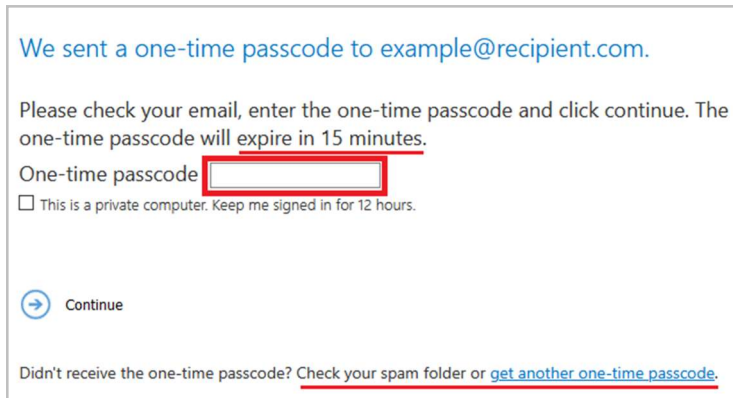 We sent a one-time passcode to example@recipient.com.
Please check your email, enter the one-time passcode and click continue. The
one-time passcode will expire in 15 minutes.
One-time passcode
This is a private computer. Keep me signed in for 12 hours.
Continue
Didn't receive the one-time passcode? Check your spam folder or get another one-time passcode.